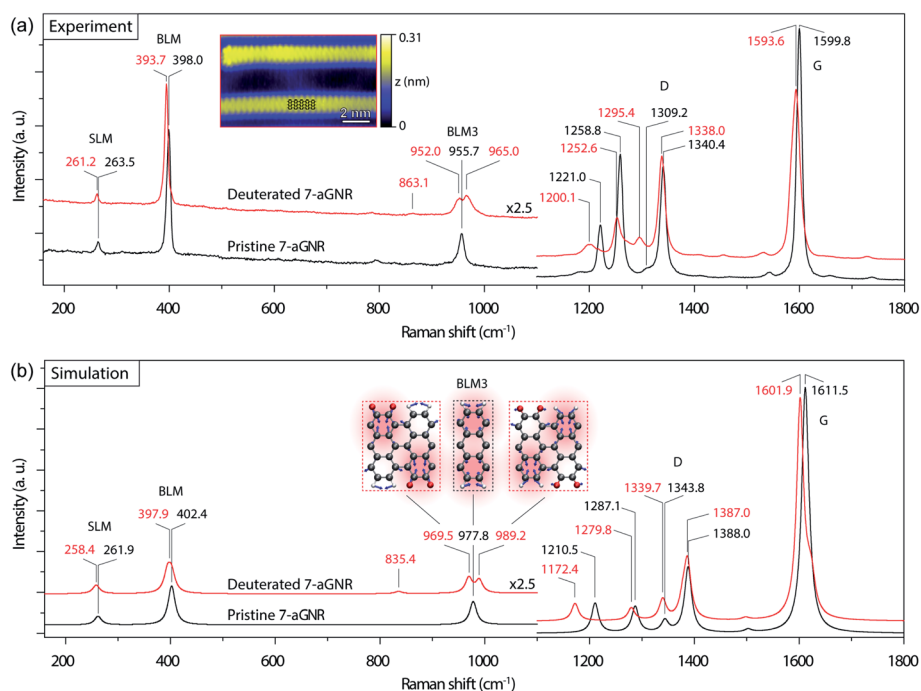 (a) Experiment
BLM
393.7 398.0
SLM
261.2 263.5
0.31
z (nm)
0
2 nm
BLM3
952.0 955.7 965.0
863.1
Deuterated 7-aGNR
x2.5
Pristine 7-aGNR
1593.6 1599.8
G
D
1295.4 1309.2
1258.8
1252.6
1338.0
1340.4
1221.0
1200.1
Intensity (a. u.)
200 400 600 800 1000 1200 1400 1600 1800
Raman shift (cm⁻¹)
(b) Simulation
BLM3
1601.9 1611.5
G
BLM
397.9 402.4
SLM
258.4 261.9
969.5 977.8 989.2
835.4
Deuterated 7-aGNR
x2.5
Pristine 7-aGNR
D
1339.7 1343.8
1287.1
1279.8
1387.0
1388.0
1210.5
1172.4
Intensity (a. u.)
200 400 600 800 1000 1200 1400 1600 1800
Raman shift (cm⁻¹)